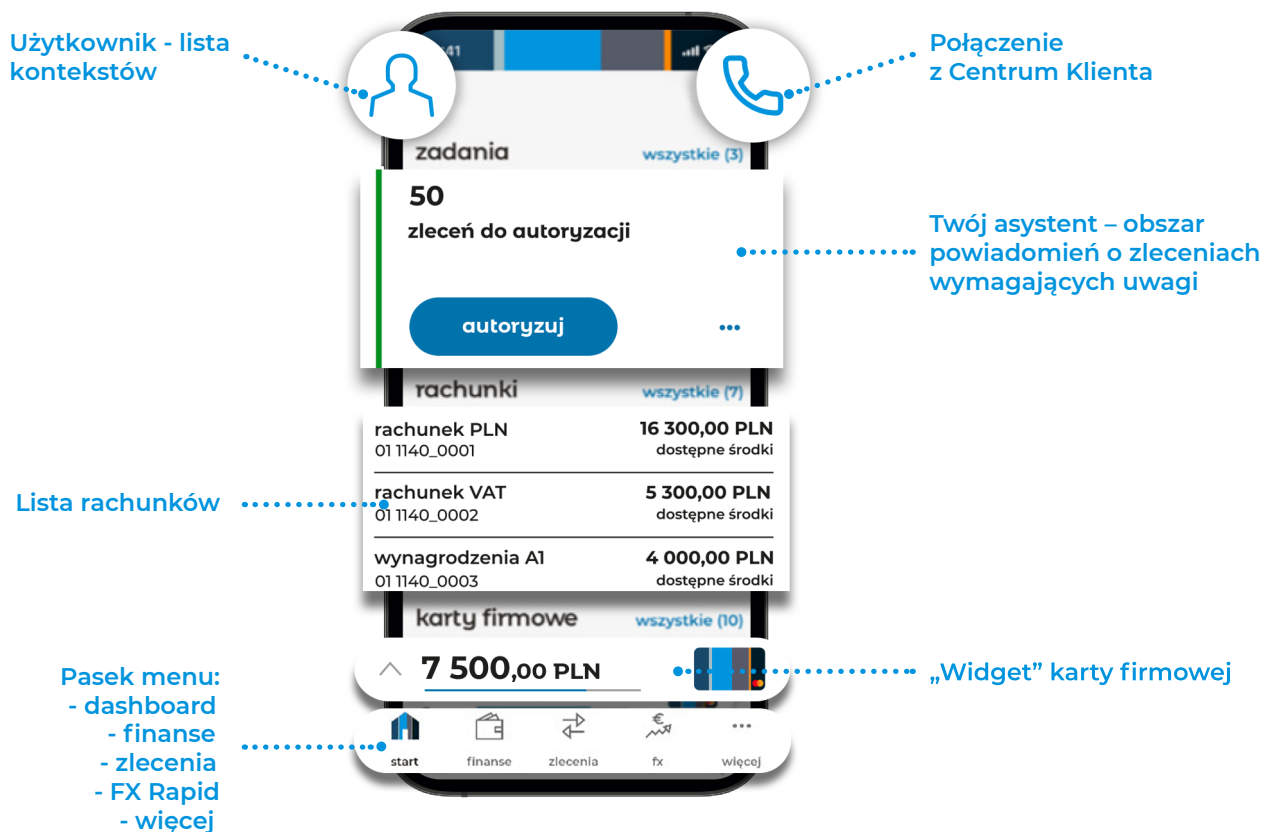 Użytkownik - lista
kontekstów
Połączenie
z Centrum Klienta
41
zadania
wszystkie (3)
50
zleceń do autoryzacji
autoryzuj
Twój asystent – obszar
powiadomień o zleceniach
wymagających uwagi
rachunki
wszystkie (7)
rachunek PLN
16 300,00 PLN
01 1140_0001
dostępne środki
Lista rachunków
rachunek VAT
5 300,00 PLN
01 1140_0002
dostępne środki
wynagrodzenia A1
4 000,00 PLN
01 1140_0003
dostępne środki
karty firmowe
wszystkie (10)
7 500,00 PLN
„Widget” karty firmowej
Pasek menu:
- dashboard
- finanse
- zlecenia
- FX Rapid
- więcej
start
finanse
zlecenia
fx
więcej